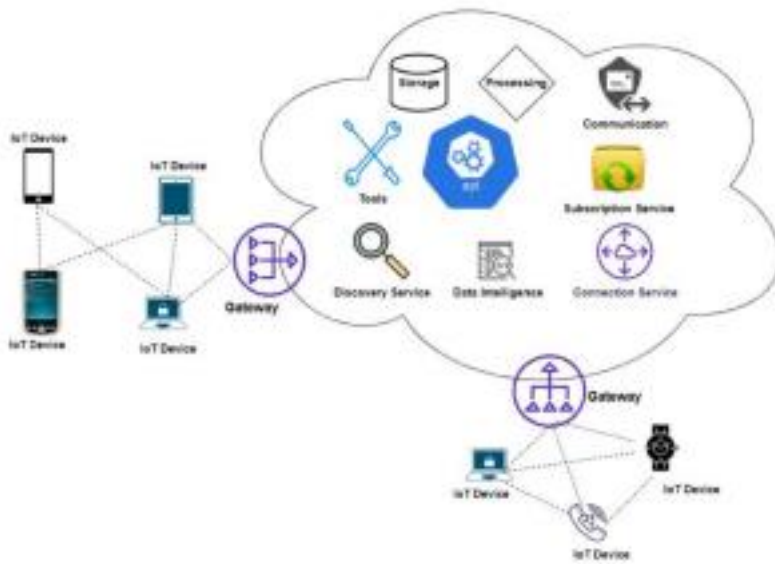 Storage
Processing
Communication
IoT Device
IoT Device
Tools
Subscription Service
Discovery Service
Data Intelligence
Connection Service
Gateway
IoT Device
IoT Device
Gateway
IoT Device
IoT Device
IoT Device